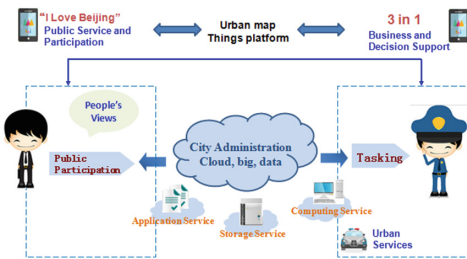 "I Love Beijing"
Public Service and
Participation
Urban map
Things platform
3 in 1
Business and
Decision Support
People's
Views
Public
Participation
City Administration
Cloud, big, data
Tasking
Application Service
Storage Service
Computing Service
Urban
Services